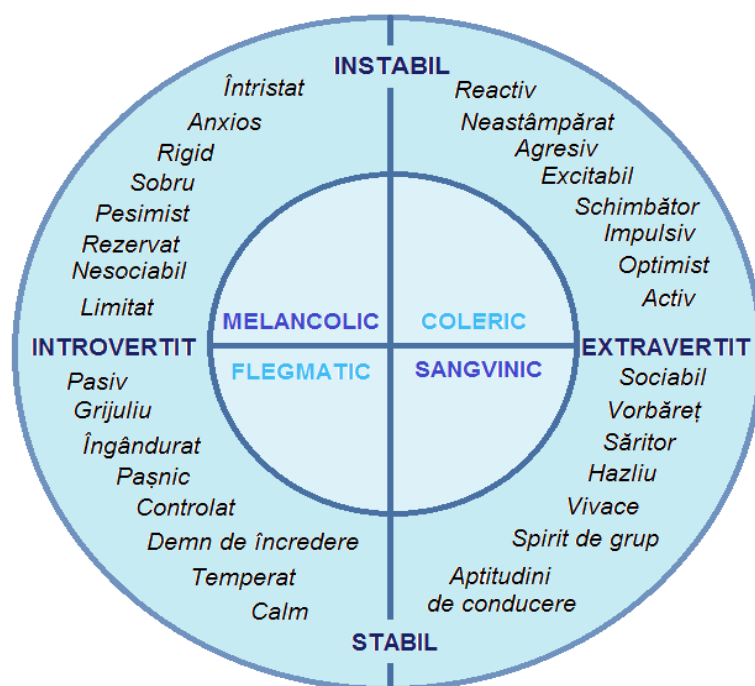 INSTABIL
Întristat
Anxios
Rigid
Sobru
Pesimist
Rezervat
Nesociabil
Limitat
Reactiv
Neastâmpărat
Agresiv
Excitabil
Schimbător
Impulsiv
Optimist
Activ
MELANCOLIC
COLERIC
INTROVERTIT
EXTRAVERTIT
FLEGMATIC
SANGVINIC
Pasiv
Grijuliu
Îngândurat
Pașnic
Controlat
Demn de încredere
Temperat
Calm
Sociabil
Vorbăreț
Săritor
Hazliu
Vivace
Spirit de grup
Aptitudini
de conducere
STABIL